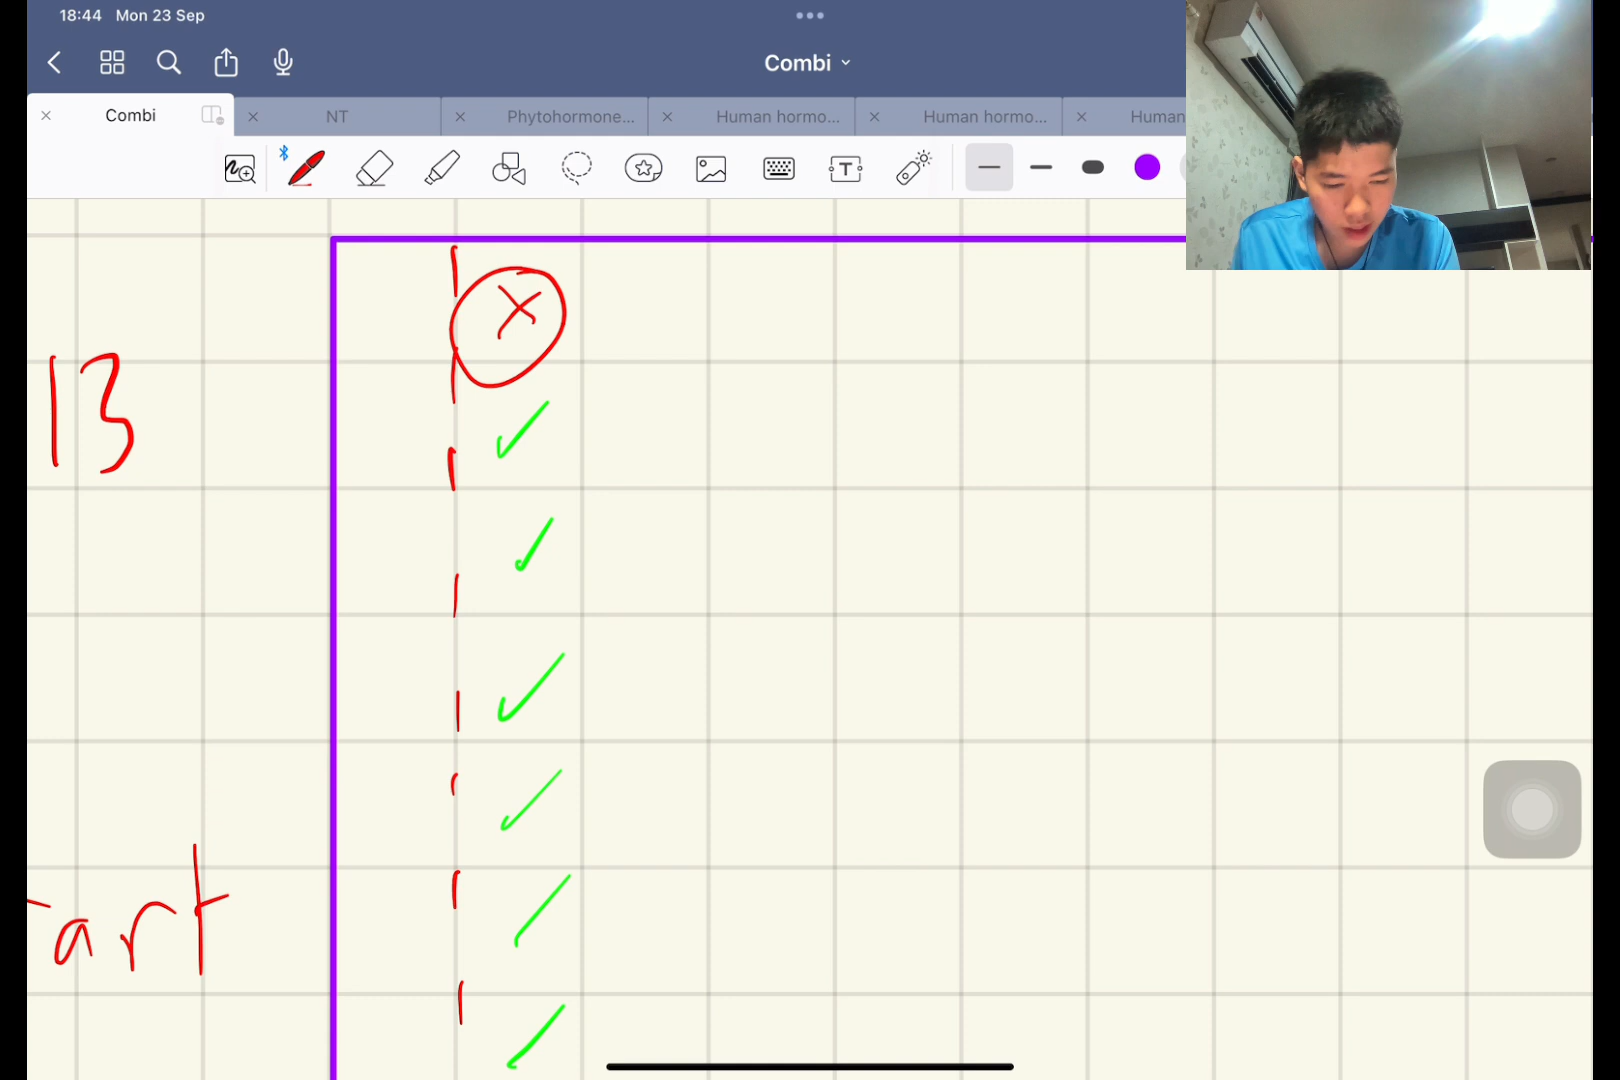 18:44 Mon 23 Sep
Combi
Combi
NT
Phytohormone...
Human hormo...
Human hormo...
Human
T
13
art